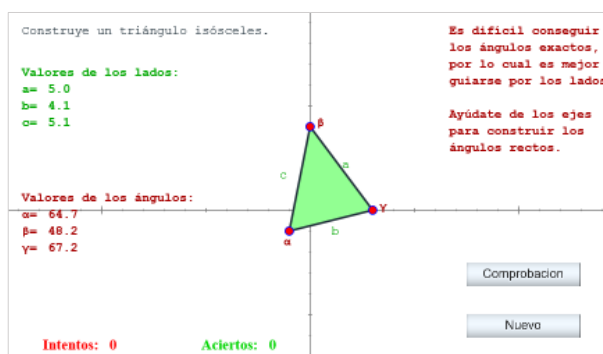 Construye un triángulo isósceles.
Valores de los lados:
a= 5.0
b= 4.1
c= 5.1
Es difícil conseguir
los ángulos exactos,
por lo cual es mejor
guiarse por los lados
Ayúdate de los ejes
para construir los
ángulos rectos.
β
a
c
γ
b
α
Valores de los ángulos:
α= 64.7
β= 48.2
γ= 67.2
Comprobacion
Nuevo
Intentos: 0
Aciertos: 0